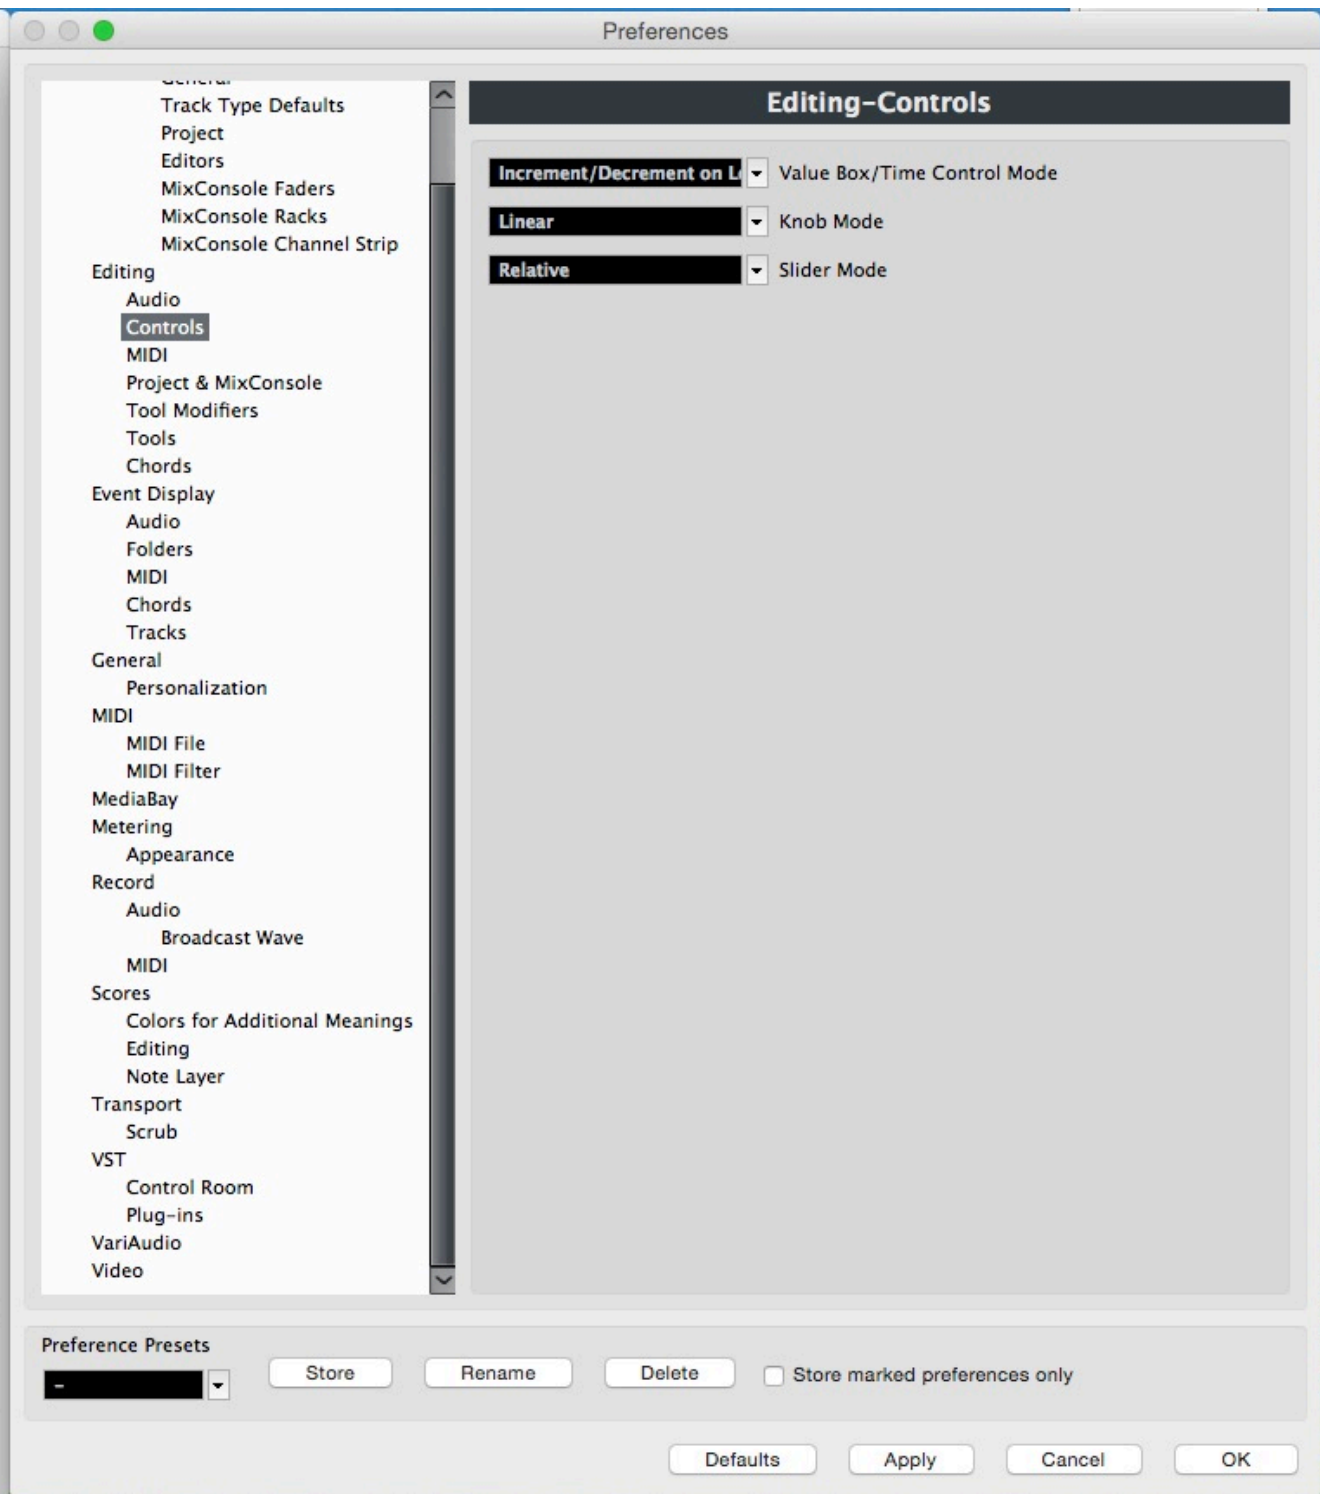 Preferences
General
Track Type Defaults
Project
Editors
MixConsole Faders
MixConsole Racks
MixConsole Channel Strip
Editing
Audio
Controls
MIDI
Project & MixConsole
Tool Modifiers
Tools
Chords
Event Display
Audio
Folders
MIDI
Chords
Tracks
General
Personalization
MIDI
MIDI File
MIDI Filter
MediaBay
Metering
Appearance
Record
Audio
Broadcast Wave
MIDI
Scores
Colors for Additional Meanings
Editing
Note Layer
Transport
Scrub
VST
Control Room
Plug-ins
VariAudio
Video
Editing-Controls
Increment/Decrement on L Value Box/Time Control Mode
Linear Knob Mode
Relative Slider Mode
Preference Presets
- Store Rename Delete Store marked preferences only
Defaults Apply Cancel OK